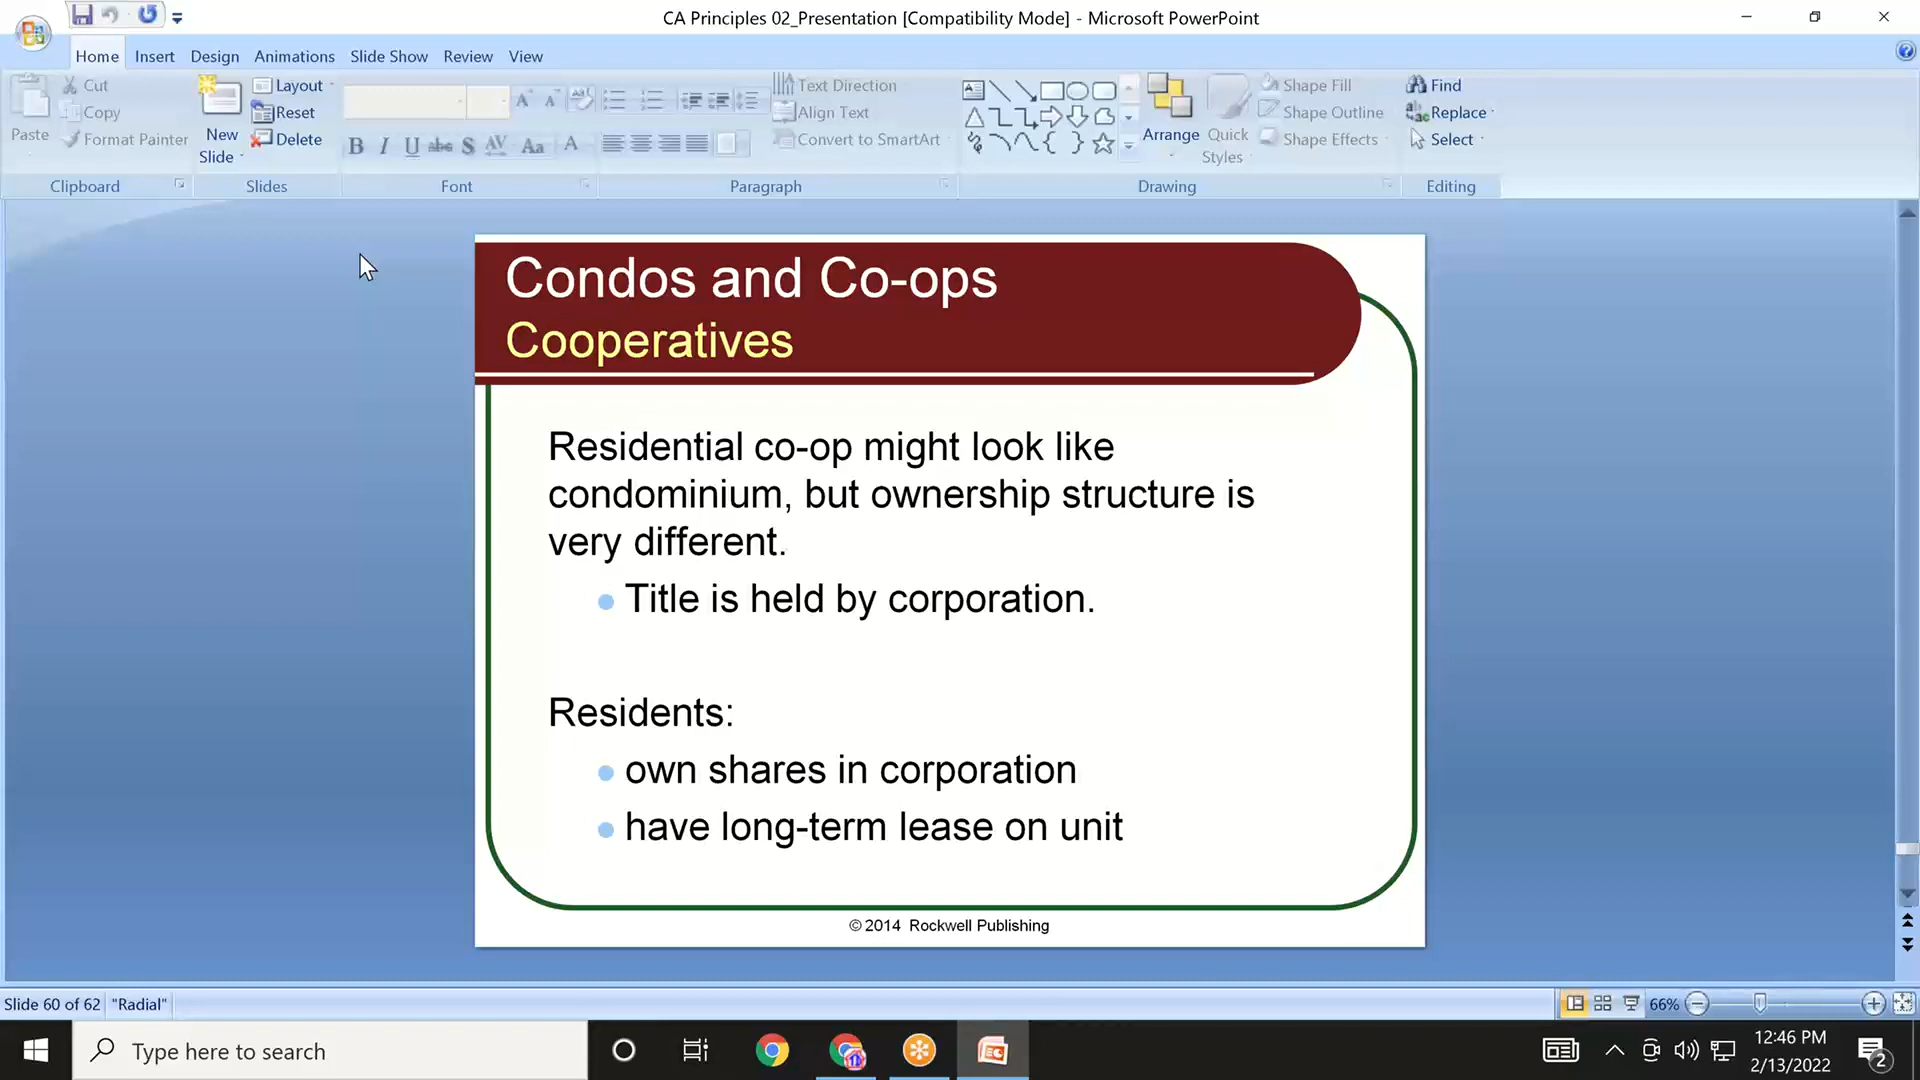 CA Principles 02_Presentation [Compatibility Mode] - Microsoft PowerPoint
Home Insert Design Animations Slide Show Review View
Paste
Cut
Copy
Format Painter
Clipboard
New Slide
Layout
Reset
Delete
Slides
B I U abc S AV Aa A
Font
Text Direction
Align Text
Convert to SmartArt
Paragraph
Arrange
Quick Styles
Shape Fill
Shape Outline
Shape Effects
Drawing
Find
Replace
Select
Editing
Condos and Co-ops
Cooperatives
Residential co-op might look like
condominium, but ownership structure is
very different.
Title is held by corporation.
Residents:
own shares in corporation
have long-term lease on unit
© 2014 Rockwell Publishing
Slide 60 of 62 "Radial" 66%
Type here to search
12:46 PM
2/13/2022
2